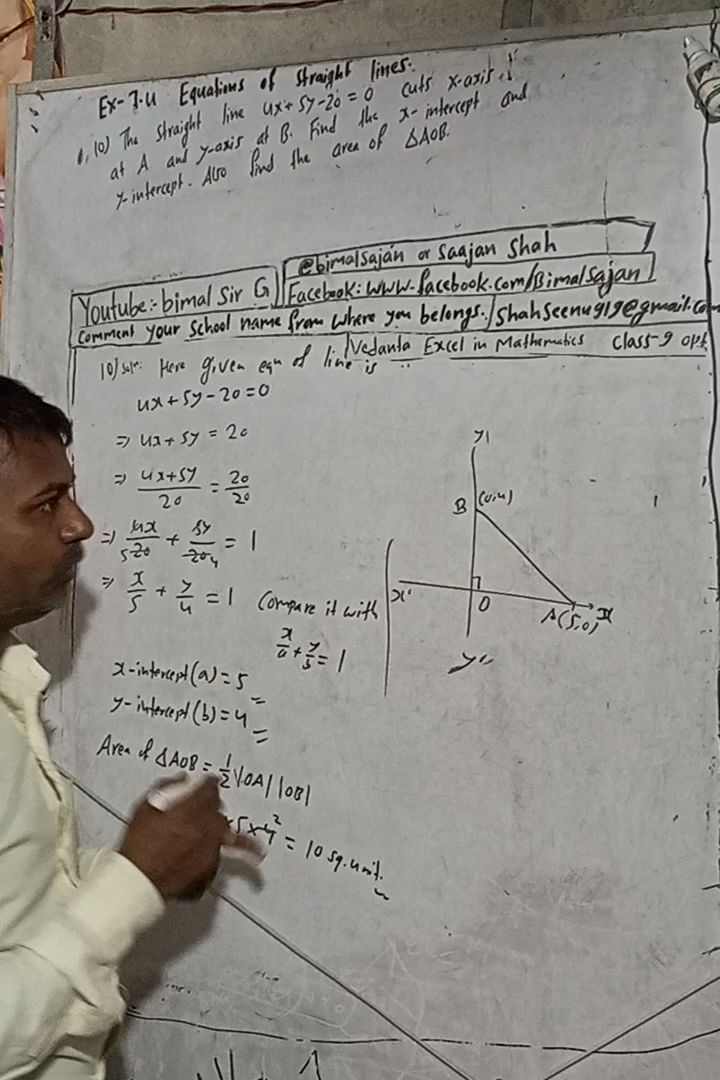 Ex-7.4 Equations of straight lines:
10) The straight line 4x+5y-20=0 cuts x-axis
at A and y-axis at B. Find the x-intercept and
y-intercept. Also find the area of ΔAOB.
Youtube:- bimal Sir G
@bimalsajan or Saajan Shah
Facebook: www.facebook.com/Bimalsajan
Comment your School name from where you belongs. / Shahseenu919@gmail.com
Vedanta Excel in Mathematics Class-9 opt
10) Soln: Here given eqn of line is
4x+5y-20=0
⇒ 4x+5y = 20
⇒ (4x+5y)/20 = 20/20
⇒ 4x/20 5 + 5y/20 4 = 1
⇒ x/5 + y/4 = 1 Compare it with
x/a + y/b = 1
x-intercept(a) = 5
y-intercept(b) = 4
Area of ΔAOB = 1/2 |OA| |OB|
×5×4 2 = 10 sq.unit.
Y
B (0,4)
X'
O
A(5,0)
X
Y'